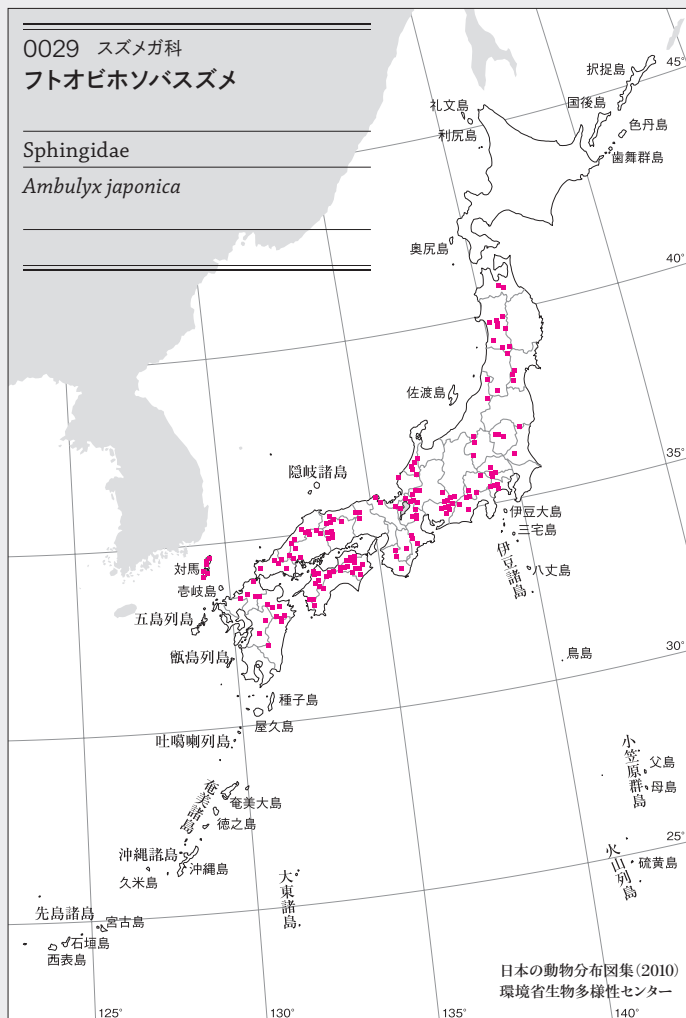 0029 スズメガ科
フトオビホソバスズメ
Sphingidae
Ambulyx japonica
択捉島
45°
礼文島
国後島
利尻島
色丹島
歯舞群島
奥尻島
40°
佐渡島
35°
隠岐諸島
伊豆大島
三宅島
伊豆諸島
八丈島
対馬
壱岐島
五島列島
甑島列島
鳥島
30°
種子島
屋久島
吐噶喇列島
小笠原群島
父島
母島
奄美諸島
奄美大島
徳之島
25°
沖縄諸島
沖縄島
久米島
火山列島
硫黄島
大東諸島
先島諸島
宮古島
石垣島
西表島
日本の動物分布図集(2010)
環境省生物多様性センター
125°
130°
135°
140°